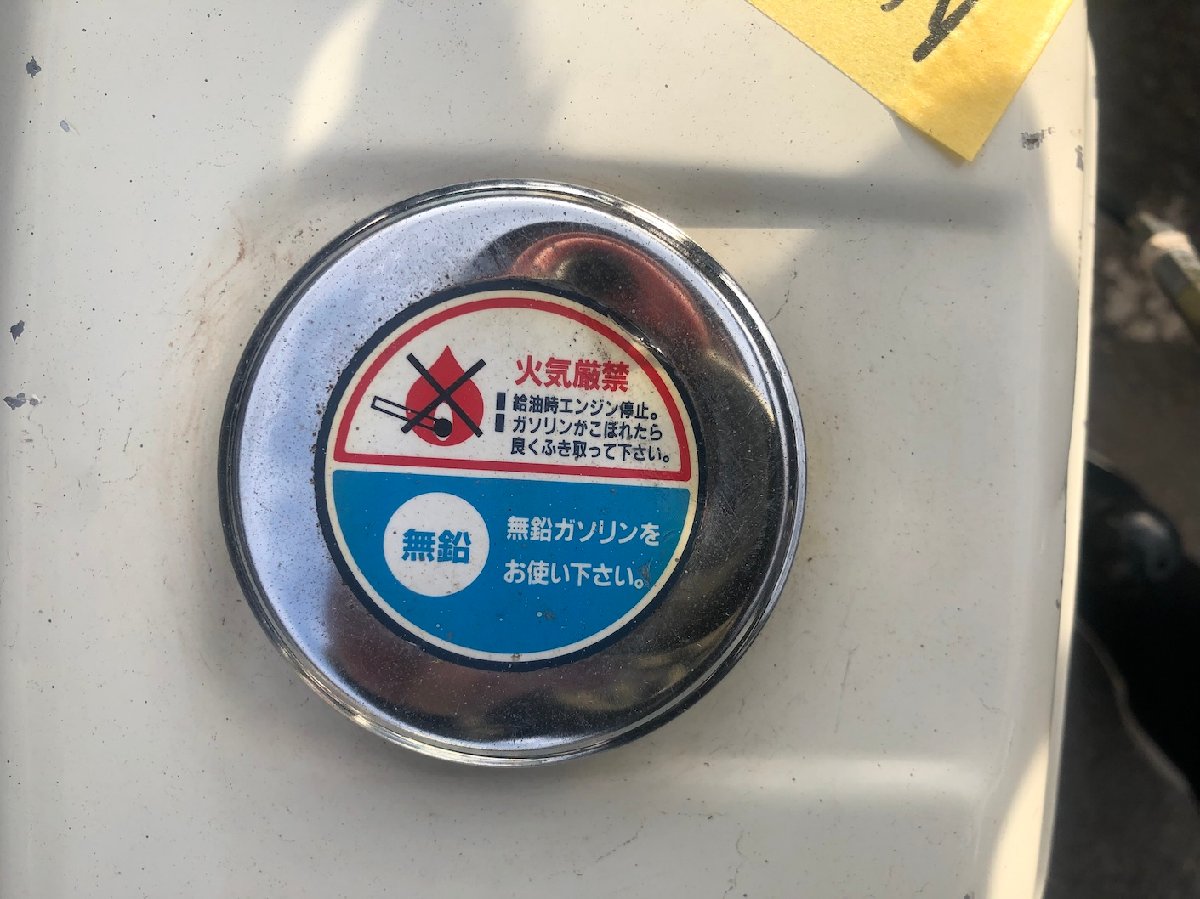 火気厳禁
給油時エンジン停止。
ガソリンがこぼれたら
良くふき取って下さい。
無鉛
無鉛ガソリンを
お使い下さい。